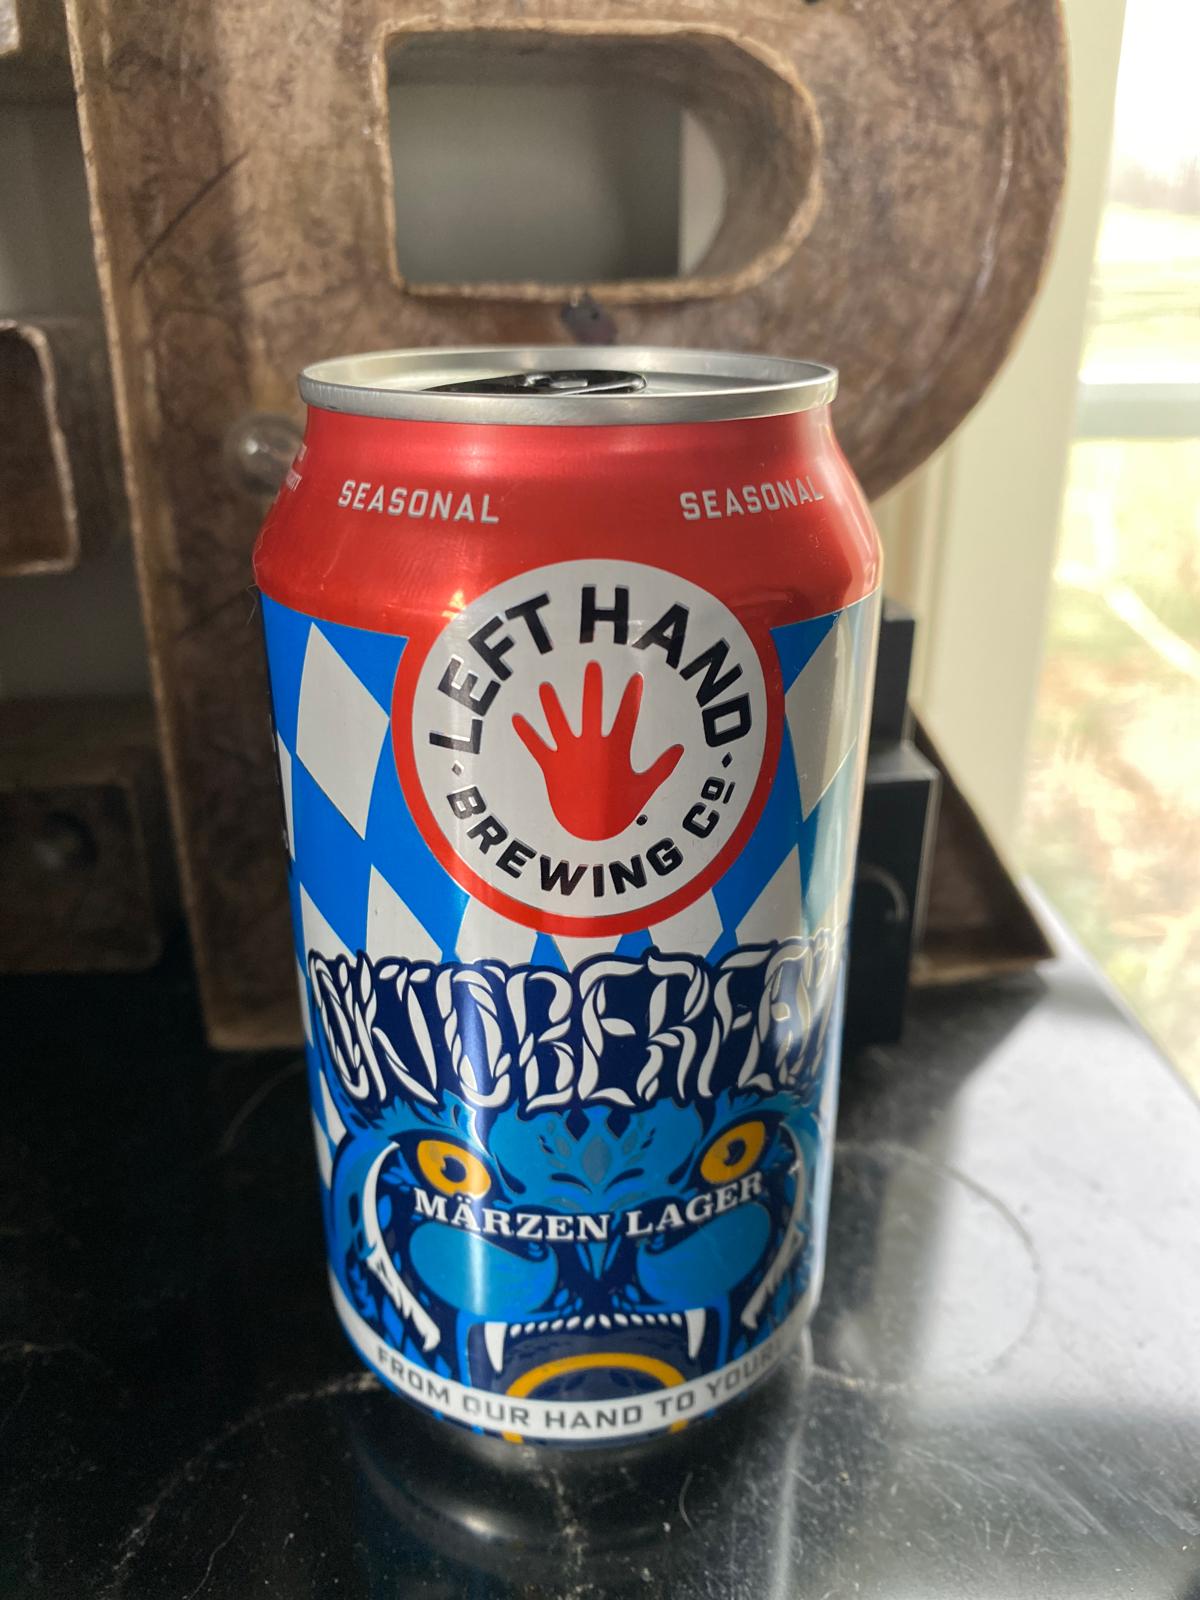 SEASONAL
SEASONAL
LEFT HAND
BREWING Cº
OKTOBERFEST
MÄRZEN LAGER
FROM OUR HAND TO YOURS